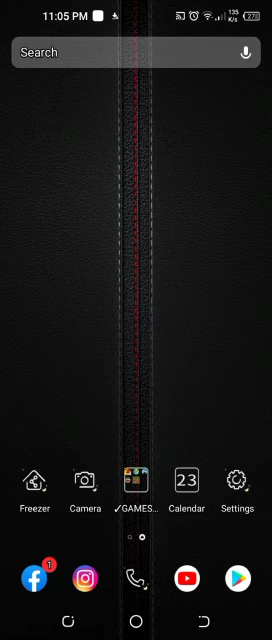 11:05 PM 135 K/s 27
Search
23
Freezer Camera ✓GAMES... Calendar Settings
1